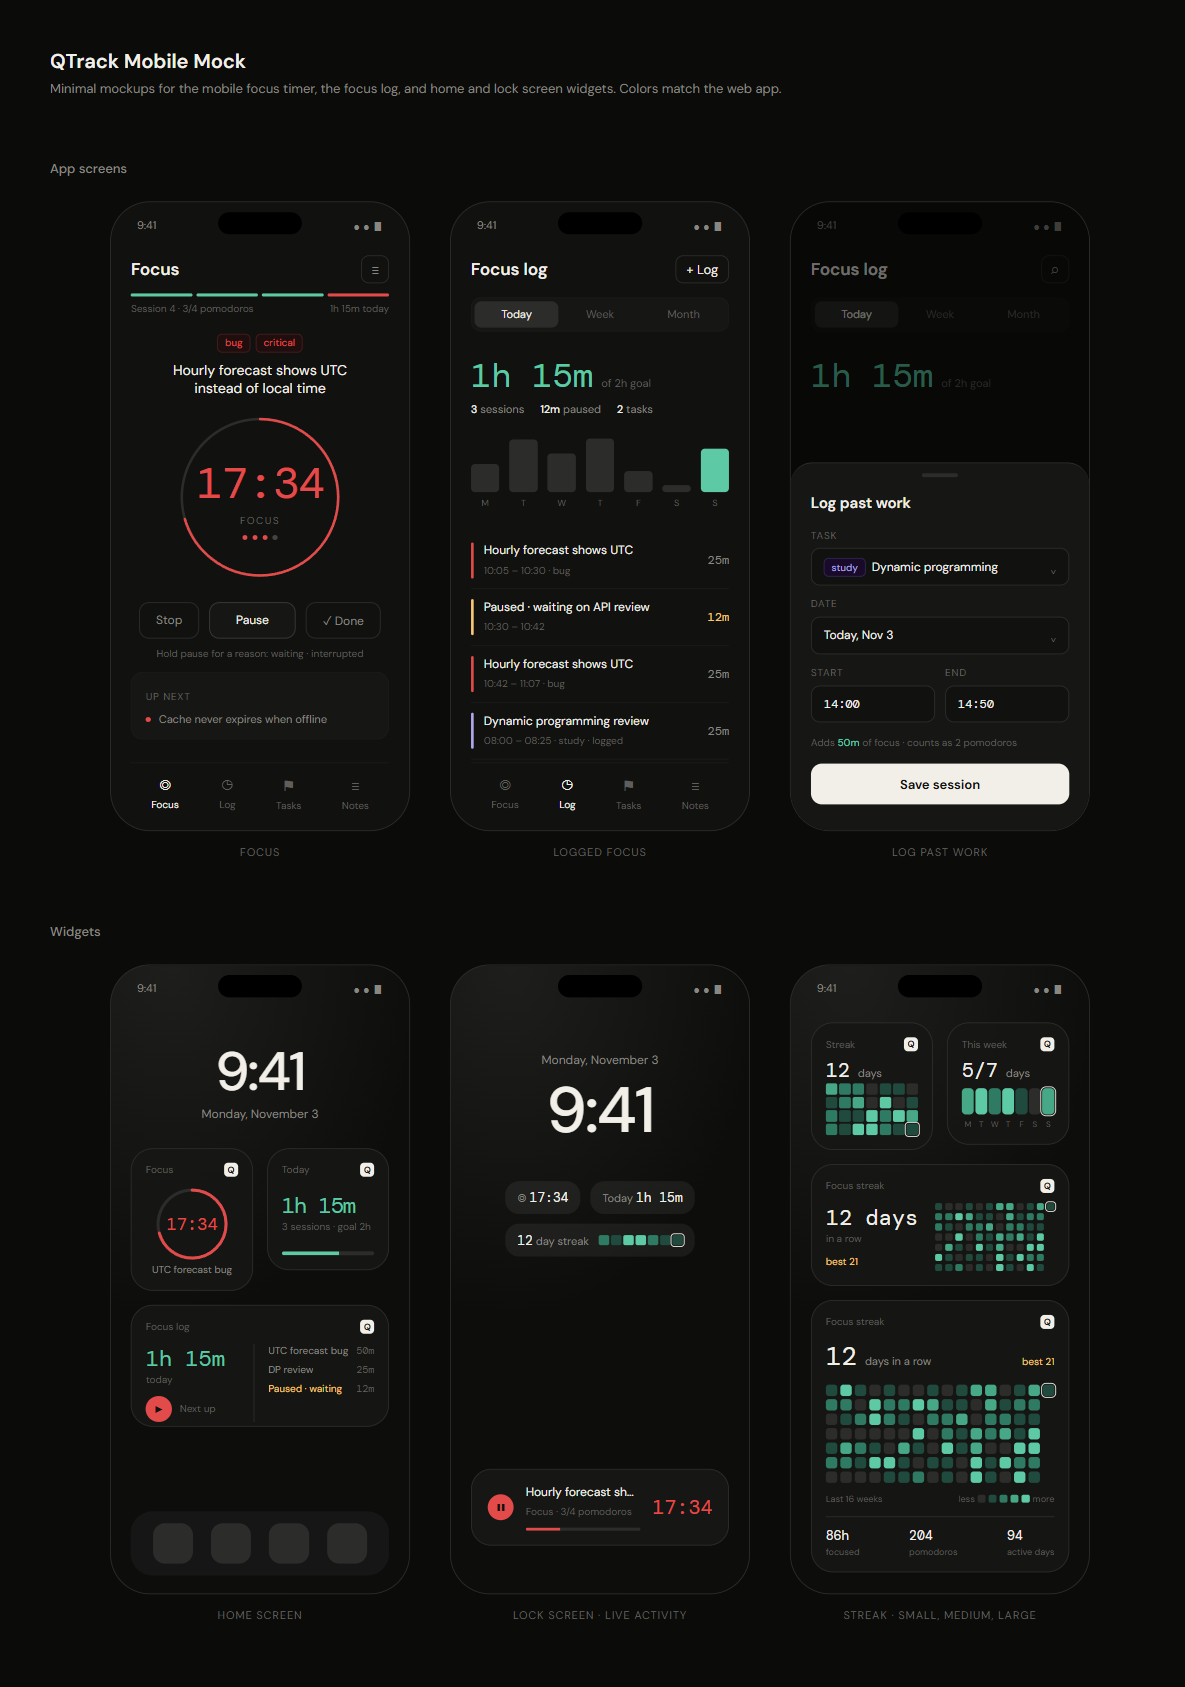 QTrack Mobile Mock
Minimal mockups for the mobile focus timer, the focus log, and home and lock screen widgets. Colors match the web app.
App screens
9:41
Focus
Session 4 · 3/4 pomodoros
1h 15m today
bug
critical
Hourly forecast shows UTC
instead of local time
17:34
FOCUS
Stop
Pause
✓ Done
Hold pause for a reason: waiting · interrupted
UP NEXT
Cache never expires when offline
Focus
Log
Tasks
Notes
FOCUS
9:41
Focus log
+ Log
Today
Week
Month
1h 15m of 2h goal
3 sessions
12m paused
2 tasks
M T W T F S S
Hourly forecast shows UTC
10:05 – 10:30 · bug
25m
Paused · waiting on API review
10:30 – 10:42
12m
Hourly forecast shows UTC
10:42 – 11:07 · bug
25m
Dynamic programming review
08:00 – 08:25 · study · logged
25m
Focus
Log
Tasks
Notes
LOGGED FOCUS
9:41
Focus log
Today
Week
Month
1h 15m of 2h goal
Log past work
TASK
study Dynamic programming
DATE
Today, Nov 3
START
END
14:00
14:50
Adds 50m of focus · counts as 2 pomodoros
Save session
LOG PAST WORK
Widgets
9:41
9:41
Monday, November 3
Focus
Q
17:34
UTC forecast bug
Today
Q
1h 15m
3 sessions · goal 2h
Focus log
Q
1h 15m
today
Next up
UTC forecast bug 50m
DP review 25m
Paused · waiting 12m
HOME SCREEN
Monday, November 3
9:41
17:34
Today 1h 15m
12 day streak
Hourly forecast sh...
Focus · 3/4 pomodoros
17:34
LOCK SCREEN · LIVE ACTIVITY
9:41
Streak
Q
12 days
This week
Q
5/7 days
M T W T F S S
Focus streak
Q
12 days
in a row
best 21
Focus streak
Q
12 days in a row
best 21
Last 16 weeks
less
more
86h
focused
204
pomodoros
94
active days
STREAK · SMALL, MEDIUM, LARGE